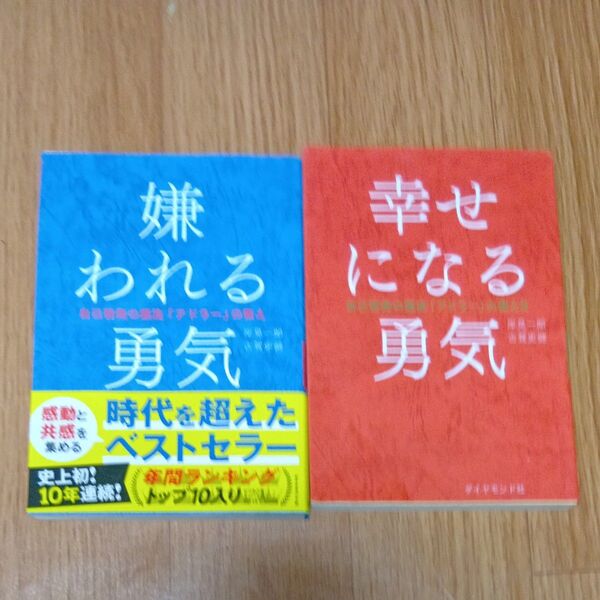 嫌
われる
勇気
自己啓発の源流「アドラー」の教え
岸見一郎
古賀史健
感動と
共感を
集める
時代を超えた
ベストセラー
史上初!
10年連続!
年間ランキング
トップ10入り
幸せ
になる
勇気
自己啓発の源流「アドラー」の教えⅡ
岸見一郎
古賀史健
ダイヤモンド社